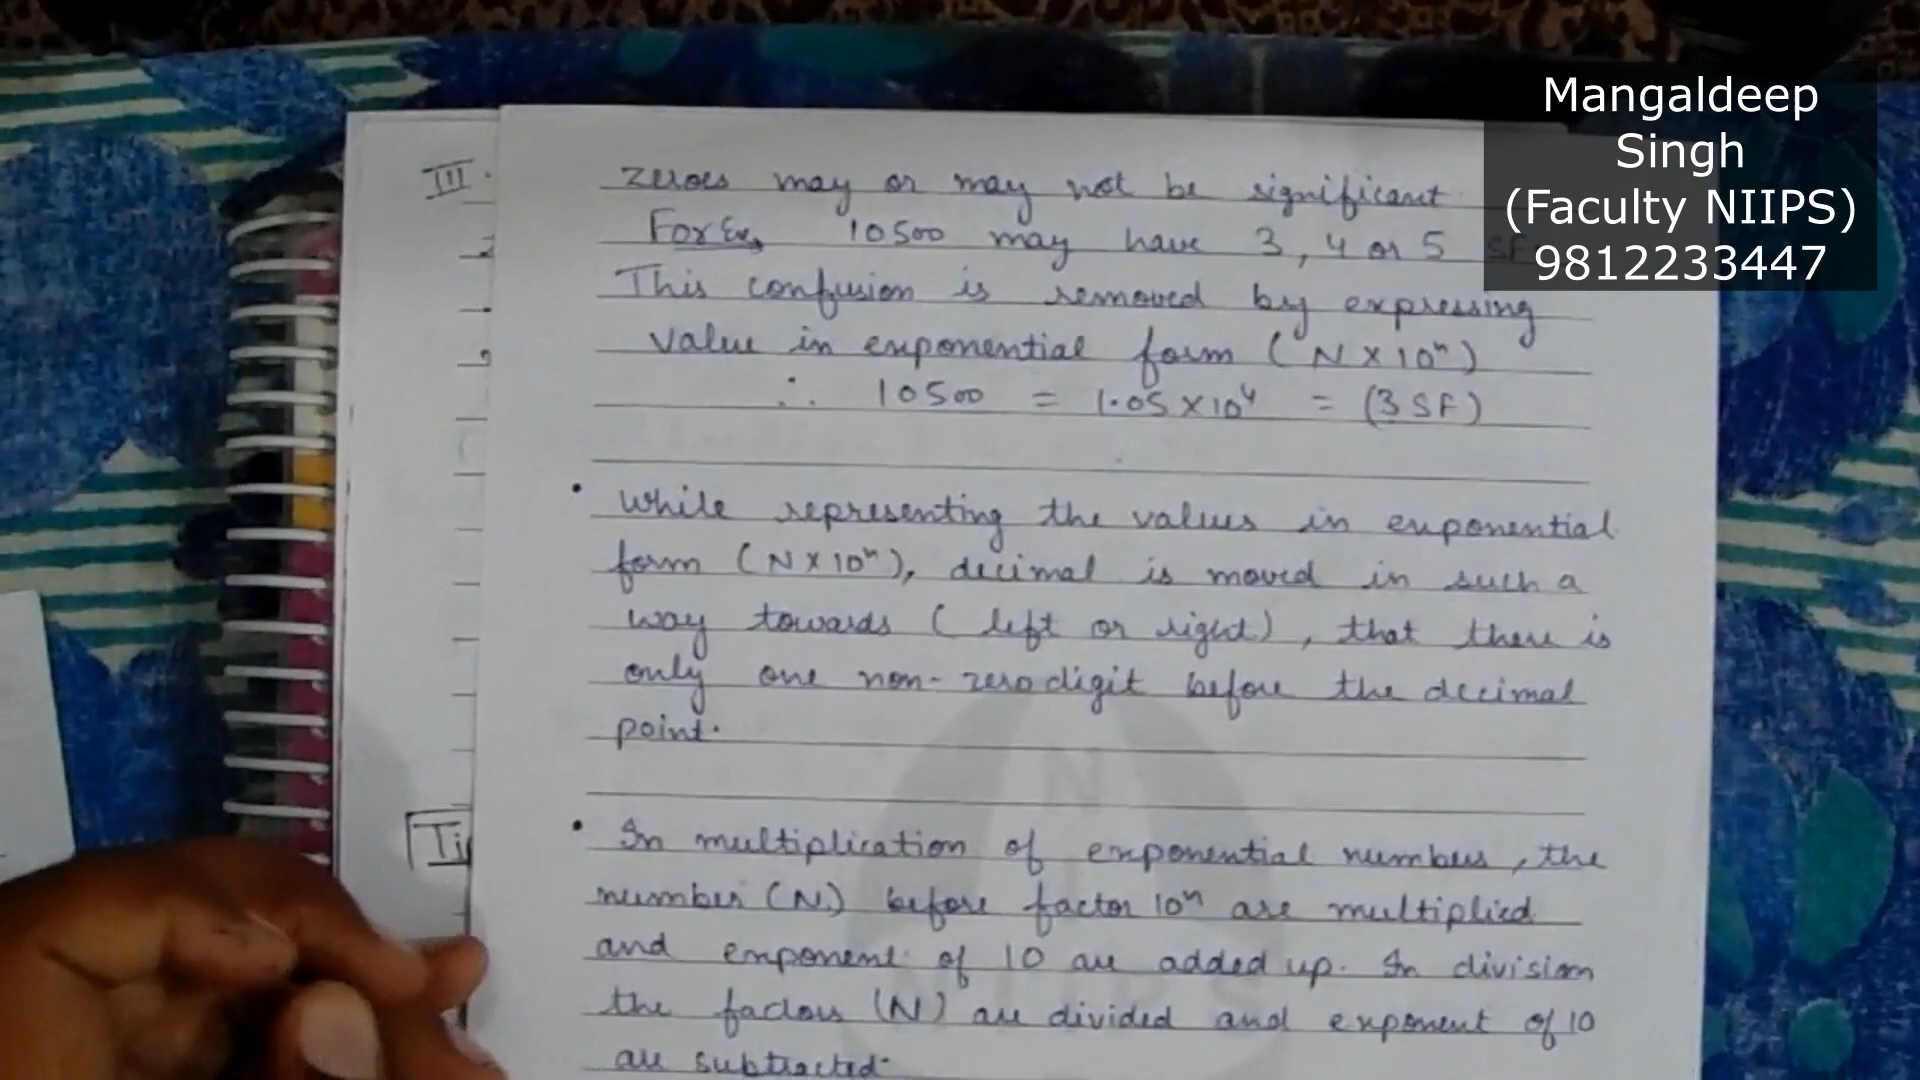 Mangaldeep
Singh
(Faculty NIIPS)
9812233447
III.
zeroes may or may not be significant
For Ex, 10500 may have 3, 4 or 5 SF
This confusion is removed by expressing
value in exponential form (N×10ⁿ)
∴ 10500 = 1.05×10⁴ = (3 SF)
• While representing the values in exponential
form (N×10ⁿ), decimal is moved in such a
way towards (left or right), that there is
only one non-zero digit before the decimal
point.
Ti
• In multiplication of exponential numbers, the
number (N) before factor 10ⁿ are multiplied
and exponent of 10 are added up. In division
the factors (N) are divided and exponent of 10
are subtracted.
N
NIIPS